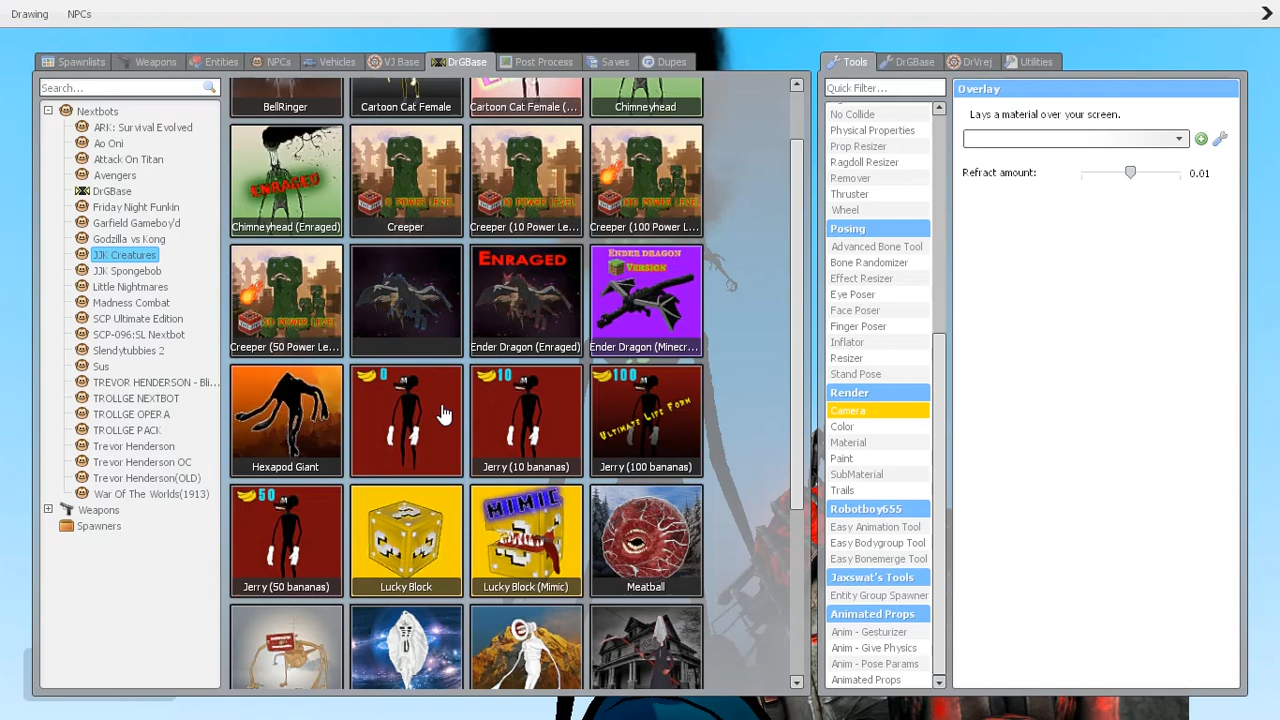 Drawing NPCs
Spawnlists Weapons Entities NPCs Vehicles VJ Base DrGBase Post Process Saves Dupes
Search...
Nextbots
ARK: Survival Evolved
Ao Oni
Attack On Titan
Avengers
DrGBase
Friday Night Funkin
Garfield Gameboy'd
Godzilla vs Kong
JJK Creatures
JJK Spongebob
Little Nightmares
Madness Combat
SCP Ultimate Edition
SCP-096:SL Nextbot
Slendytubbies 2
Sus
TREVOR HENDERSON - Bli...
TROLLGE NEXTBOT
TROLLGE OPERA
TROLLGE PACK
Trevor Henderson
Trevor Henderson OC
Trevor Henderson(OLD)
War Of The Worlds(1913)
Weapons
Spawners
BellRinger Cartoon Cat Female Cartoon Cat Female (... Chimneyhead
ENRAGED
Chimneyhead (Enraged) Creeper Creeper (10 Power Le... Creeper (100 Power L...
ENRAGED
ENDER DRAGON
VERSION
Creeper (50 Power Le... Ender Dragon (Enraged) Ender Dragon (Minecr...
0 10 100
ULTIMATE LIFE FORM
Hexapod Giant Jerry (10 bananas) Jerry (100 bananas)
50
MIMIC
Jerry (50 bananas) Lucky Block Lucky Block (Mimic) Meatball
Tools DrGBase DrVrej Utilities
Quick Filter...
No Collide
Physical Properties
Prop Resizer
Ragdoll Resizer
Remover
Thruster
Wheel
Posing
Advanced Bone Tool
Bone Randomizer
Effect Resizer
Eye Poser
Face Poser
Finger Poser
Inflator
Resizer
Stand Pose
Render
Camera
Color
Material
Paint
SubMaterial
Trails
Robotboy655
Easy Animation Tool
Easy Bodygroup Tool
Easy Bonemerge Tool
Jaxswat's Tools
Entity Group Spawner
Animated Props
Anim - Gesturizer
Anim - Give Physics
Anim - Pose Params
Animated Props
Overlay
Lays a material over your screen.
Refract amount: 0.01